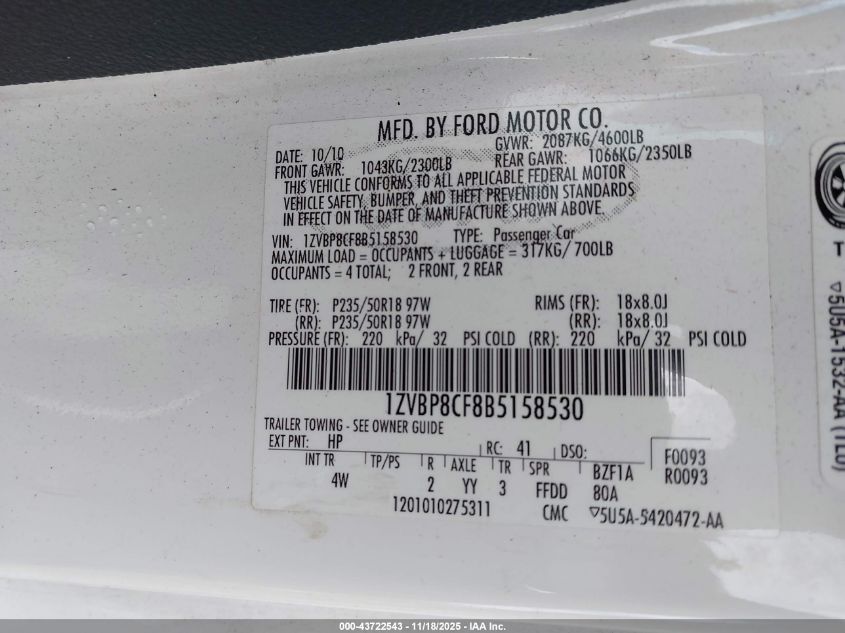 MFD. BY FORD MOTOR CO.
DATE: 10/10 GVWR: 2087KG/4600LB
FRONT GAWR: 1043KG/2300LB REAR GAWR: 1066KG/2350LB
THIS VEHICLE CONFORMS TO ALL APPLICABLE FEDERAL MOTOR
VEHICLE SAFETY, BUMPER, AND THEFT PREVENTION STANDARDS
IN EFFECT ON THE DATE OF MANUFACTURE SHOWN ABOVE.
VIN: 1ZVBP8CF8B5158530 TYPE: Passenger Car
MAXIMUM LOAD = OCCUPANTS + LUGGAGE = 317KG/700LB
OCCUPANTS = 4 TOTAL; 2 FRONT, 2 REAR
TIRE (FR): P235/50R18 97W RIMS (FR): 18x8.0J
(RR): P235/50R18 97W (RR): 18x8.0J
PRESSURE (FR): 220 kPa/ 32 PSI COLD (RR): 220 kPa/ 32 PSI COLD
1ZVBP8CF8B5158530
TRAILER TOWING - SEE OWNER GUIDE
EXT PNT: HP RC: 41 DSO: F0093
INT TR TP/PS R AXLE TR SPR BZF1A R0093
4W 2 YY 3 FFDD 80A
1201010275311 CMC ▽5U5A-5420472-AA
T
▽5U5A-1532-AA (TEU)
000-43722543 - 11/18/2025 - IAA Inc.